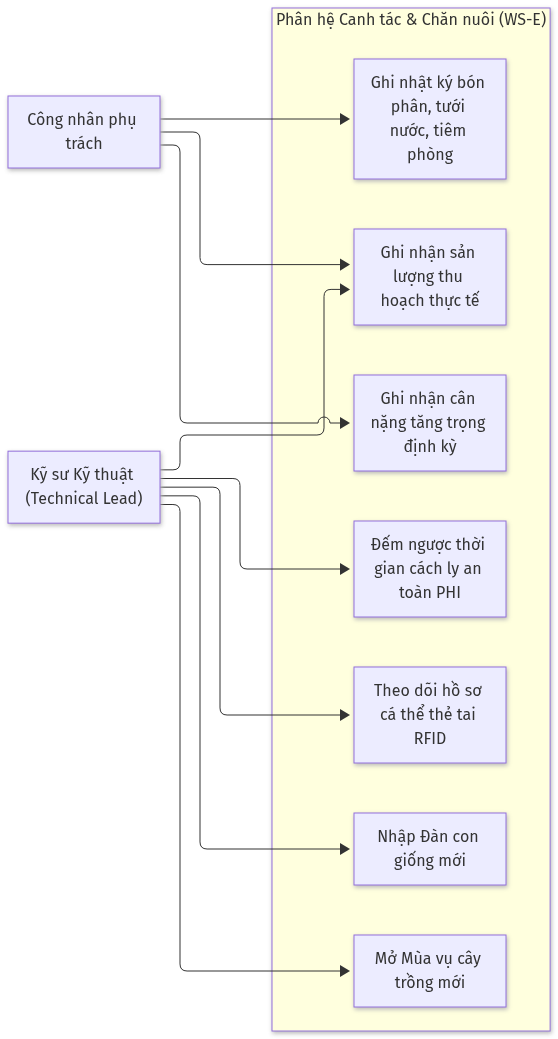 Phân hệ Canh tác & Chăn nuôi (WS-E)
Công nhân phụ
trách
Ghi nhật ký bón
phân, tưới
nước, tiêm
phòng
Ghi nhận sản
lượng thu
hoạch thực tế
Ghi nhận cân
nặng tăng trọng
định kỳ
Kỹ sư Kỹ thuật
(Technical Lead)
Đếm ngược thời
gian cách ly an
toàn PHI
Theo dõi hồ sơ
cá thể thẻ tai
RFID
Nhập Đàn con
giống mới
Mở Mùa vụ cây
trồng mới